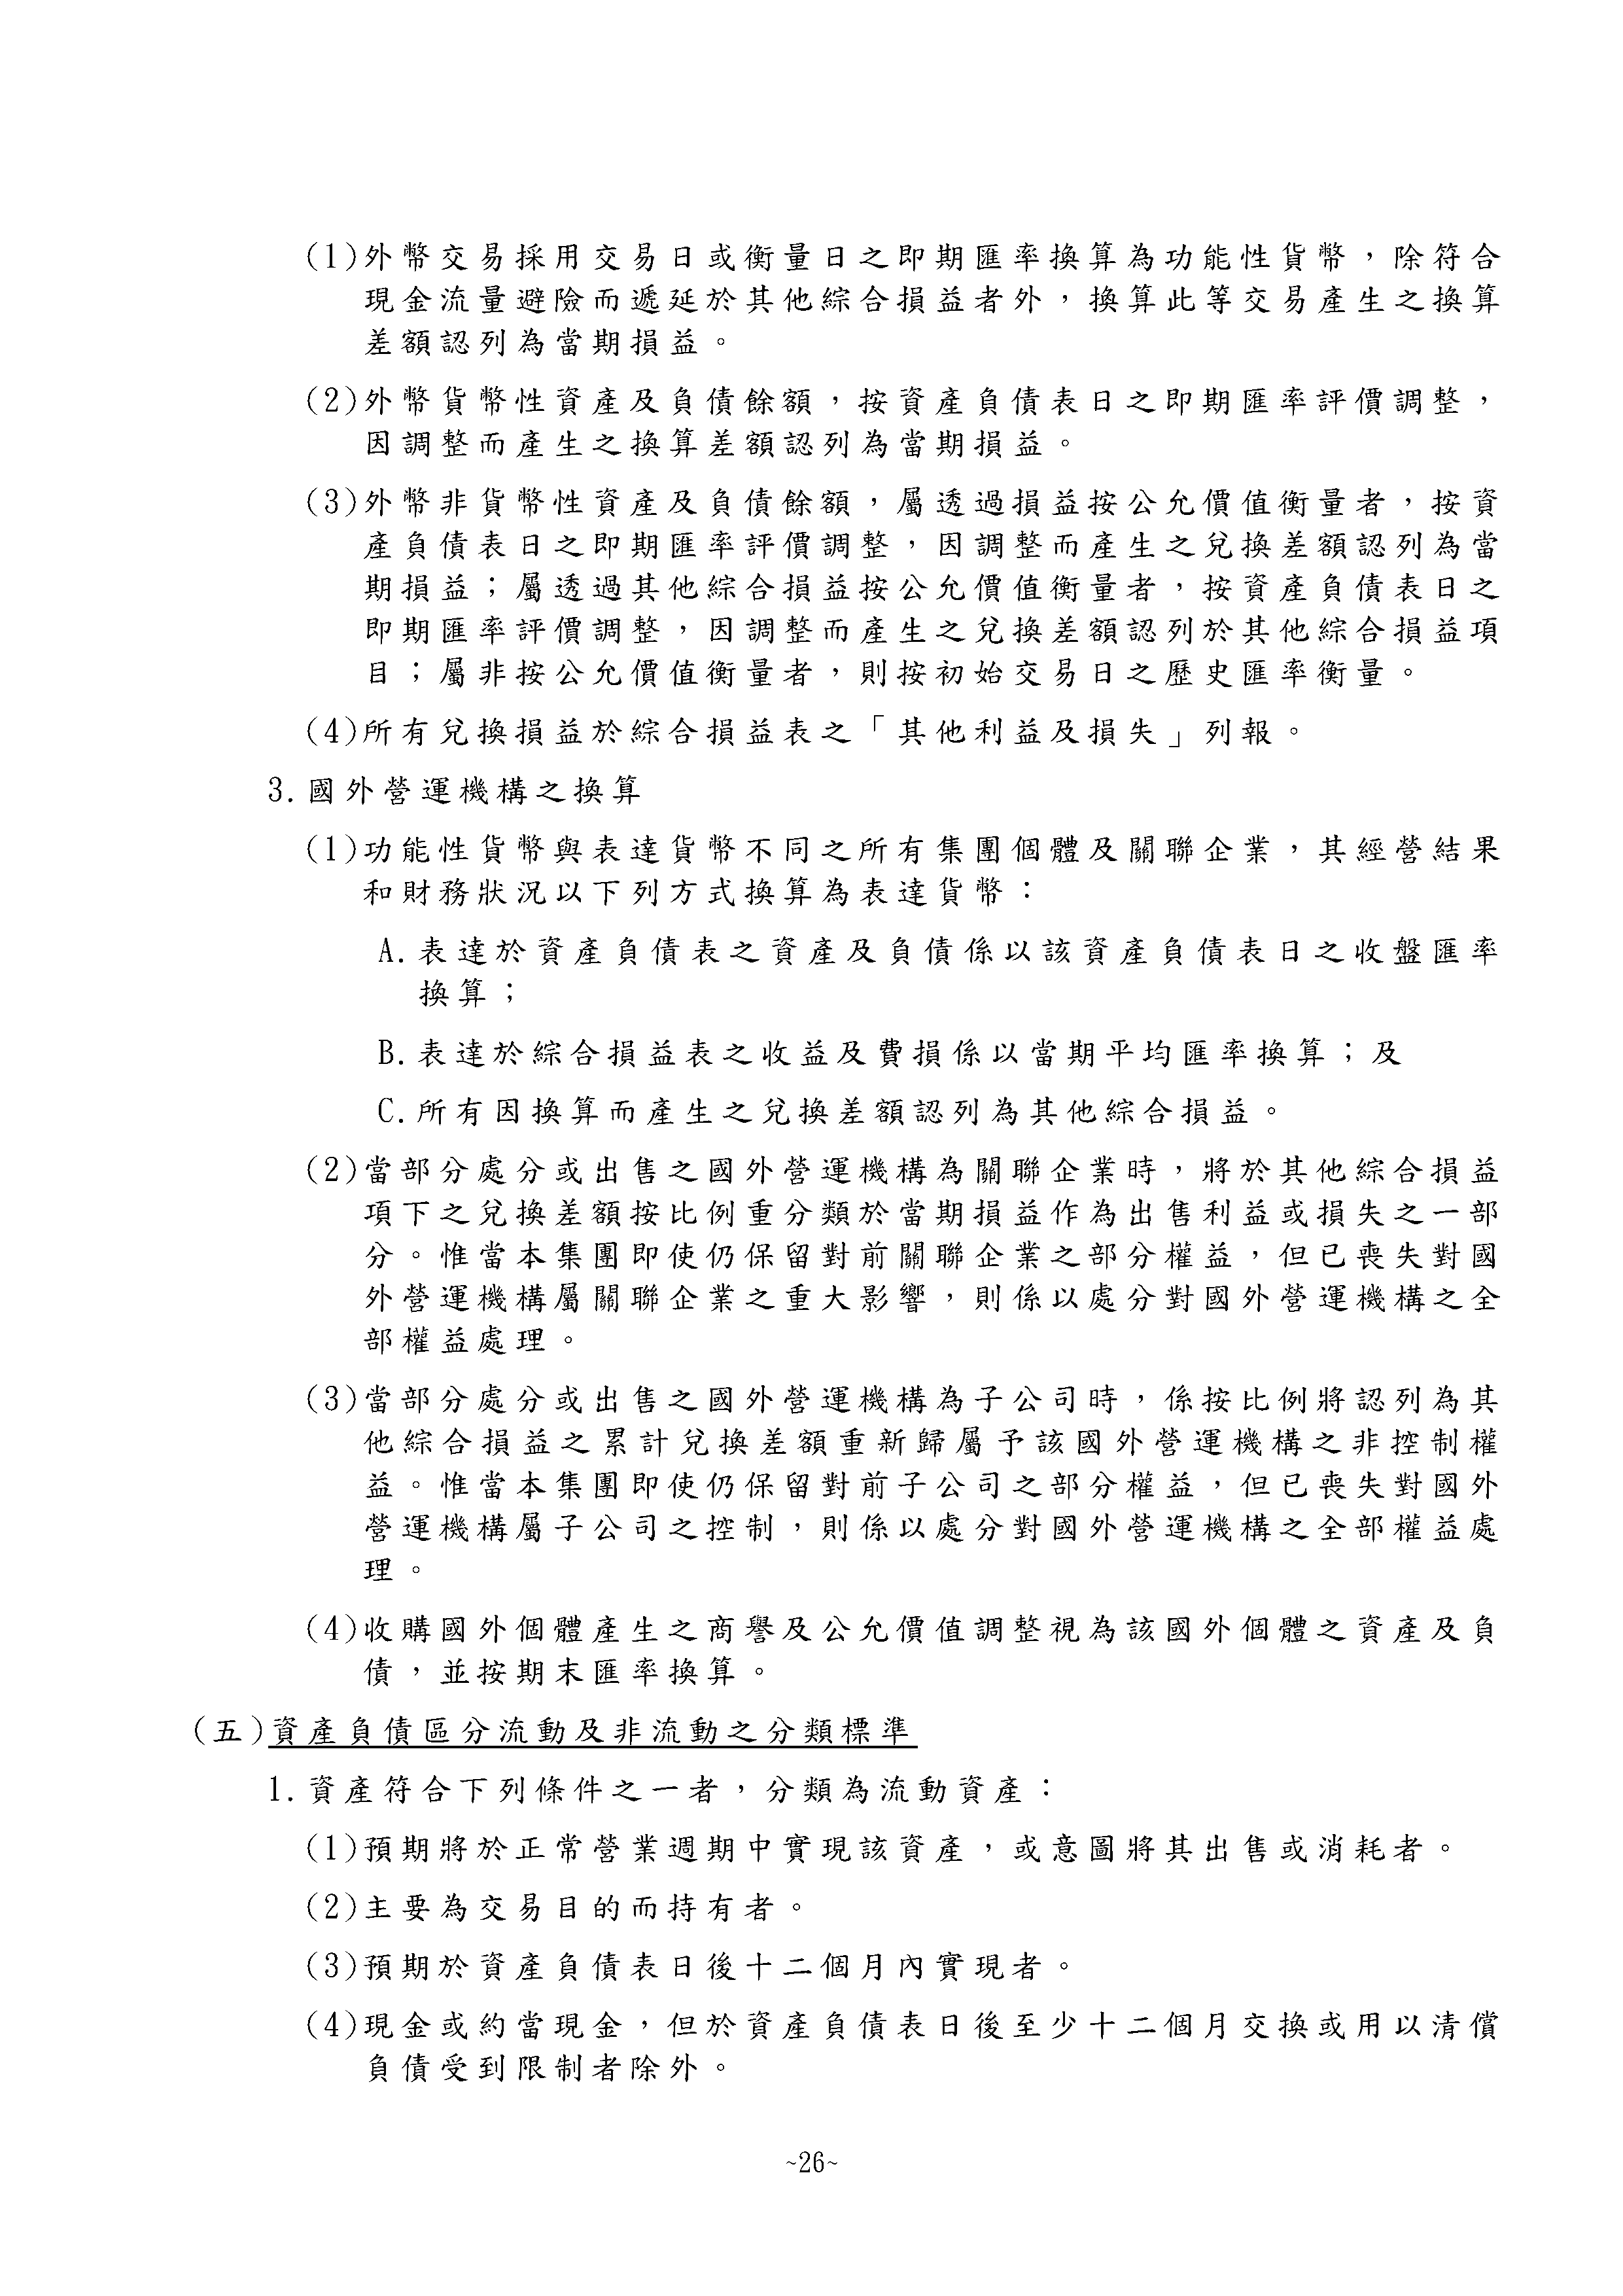 (1)外幣交易採用交易日或衡量日之即期匯率換算為功能性貨幣，除符合
現金流量避險而遞延於其他綜合損益者外，換算此等交易產生之換算
差額認列為當期損益。
(2)外幣貨幣性資產及負債餘額，按資產負債表日之即期匯率評價調整，
因調整而產生之換算差額認列為當期損益。
(3)外幣非貨幣性資產及負債餘額，屬透過損益按公允價值衡量者，按資
產負債表日之即期匯率評價調整，因調整而產生之兌換差額認列為當
期損益；屬透過其他綜合損益按公允價值衡量者，按資產負債表日之
即期匯率評價調整，因調整而產生之兌換差額認列於其他綜合損益項
目；屬非按公允價值衡量者，則按初始交易日之歷史匯率衡量。
(4)所有兌換損益於綜合損益表之「其他利益及損失」列報。
3.國外營運機構之換算
(1)功能性貨幣與表達貨幣不同之所有集團個體及關聯企業，其經營結果
和財務狀況以下列方式換算為表達貨幣：
A.表達於資產負債表之資產及負債係以該資產負債表日之收盤匯率
換算；
B.表達於綜合損益表之收益及費損係以當期平均匯率換算；及
C.所有因換算而產生之兌換差額認列為其他綜合損益。
(2)當部分處分或出售之國外營運機構為關聯企業時，將於其他綜合損益
項下之兌換差額按比例重分類於當期損益作為出售利益或損失之一部
分。惟當本集團即使仍保留對前關聯企業之部分權益，但已喪失對國
外營運機構屬關聯企業之重大影響，則係以處分對國外營運機構之全
部權益處理。
(3)當部分處分或出售之國外營運機構為子公司時，係按比例將認列為其
他綜合損益之累計兌換差額重新歸屬予該國外營運機構之非控制權
益。惟當本集團即使仍保留對前子公司之部分權益，但已喪失對國外
營運機構屬子公司之控制，則係以處分對國外營運機構之全部權益處
理。
(4)收購國外個體產生之商譽及公允價值調整視為該國外個體之資產及負
債，並按期末匯率換算。
(五)資產負債區分流動及非流動之分類標準
1.資產符合下列條件之一者，分類為流動資產：
(1)預期將於正常營業週期中實現該資產，或意圖將其出售或消耗者。
(2)主要為交易目的而持有者。
(3)預期於資產負債表日後十二個月內實現者。
(4)現金或約當現金，但於資產負債表日後至少十二個月交換或用以清償
負債受到限制者除外。
~26~